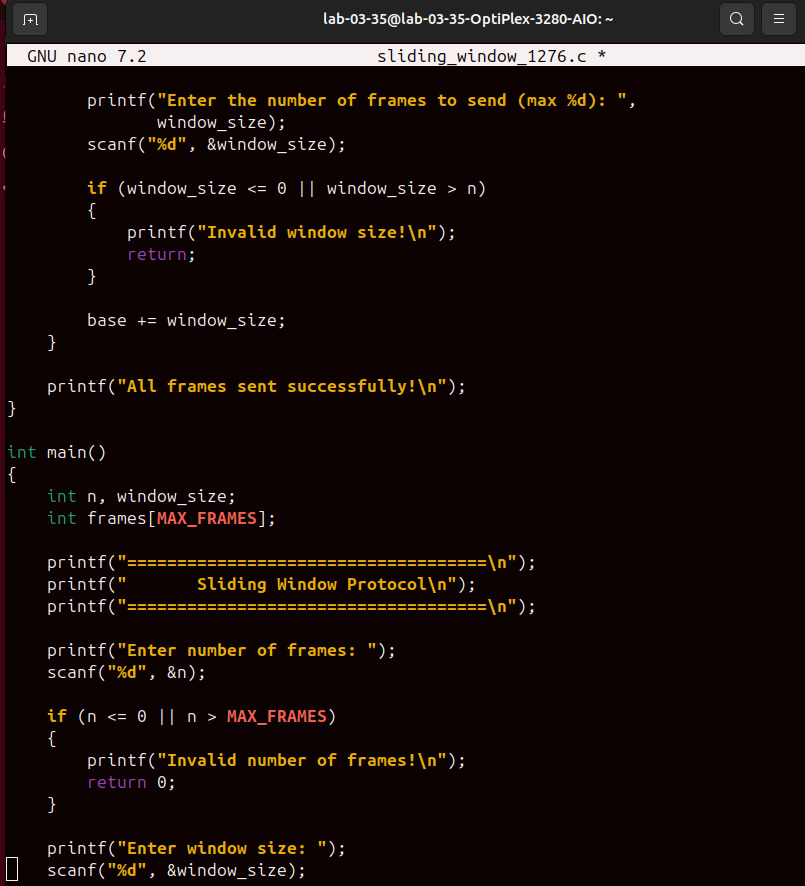 lab-03-35@lab-03-35-OptiPlex-3280-AIO: ~
GNU nano 7.2 sliding_window_1276.c *
        printf("Enter the number of frames to send (max %d): ",
               window_size);
        scanf("%d", &window_size);

        if (window_size <= 0 || window_size > n)
        {
            printf("Invalid window size!\n");
            return;
        }

        base += window_size;
    }

    printf("All frames sent successfully!\n");
}

int main()
{
    int n, window_size;
    int frames[MAX_FRAMES];

    printf("====================================\n");
    printf("       Sliding Window Protocol\n");
    printf("====================================\n");

    printf("Enter number of frames: ");
    scanf("%d", &n);

    if (n <= 0 || n > MAX_FRAMES)
    {
        printf("Invalid number of frames!\n");
        return 0;
    }

    printf("Enter window size: ");
    scanf("%d", &window_size);